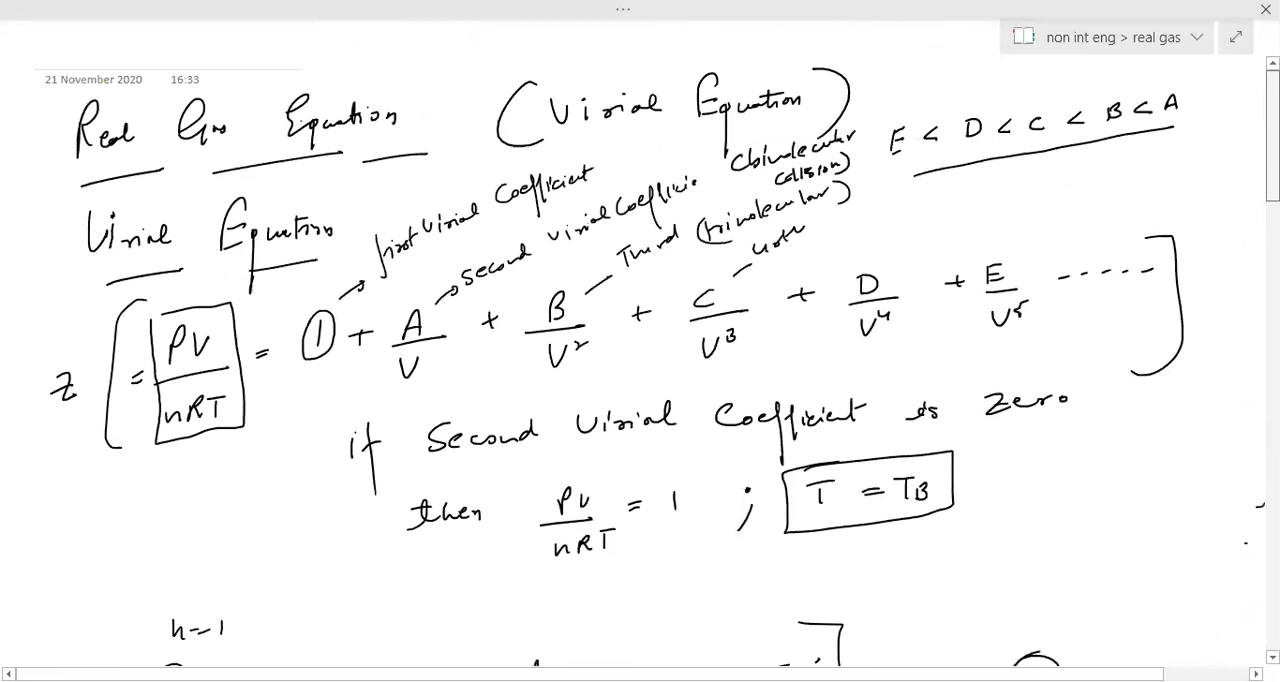 non int eng > real gas
21 November 2020 16:33
Real Gas Equation (Virial Equation)
E < D < C < B < A
Virial Equation
first virial coefficient
second virial coefficie (bimolecular collision)
Third (trimolecular)
Z [= PV/nRT = 1 + A/V + B/V² + C/V³ + D/V⁴ + E/V⁵ ------]
if second virial coefficient is zero
then PV/nRT = 1 ; T = TB
n=1